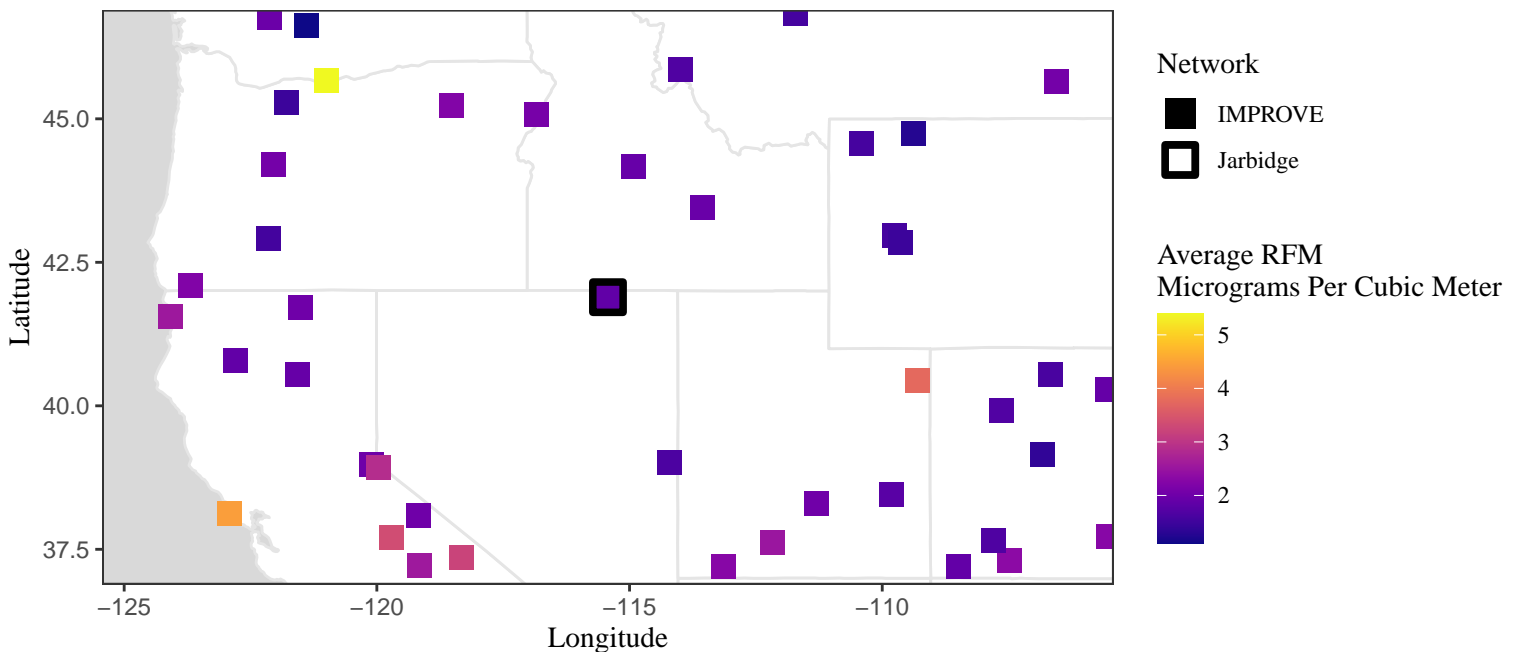 45.0
42.5
40.0
37.5
Latitude
−125
−120
−115
−110
Longitude
Network
IMPROVE
Jarbidge
Average RFM
Micrograms Per Cubic Meter
5
4
3
2